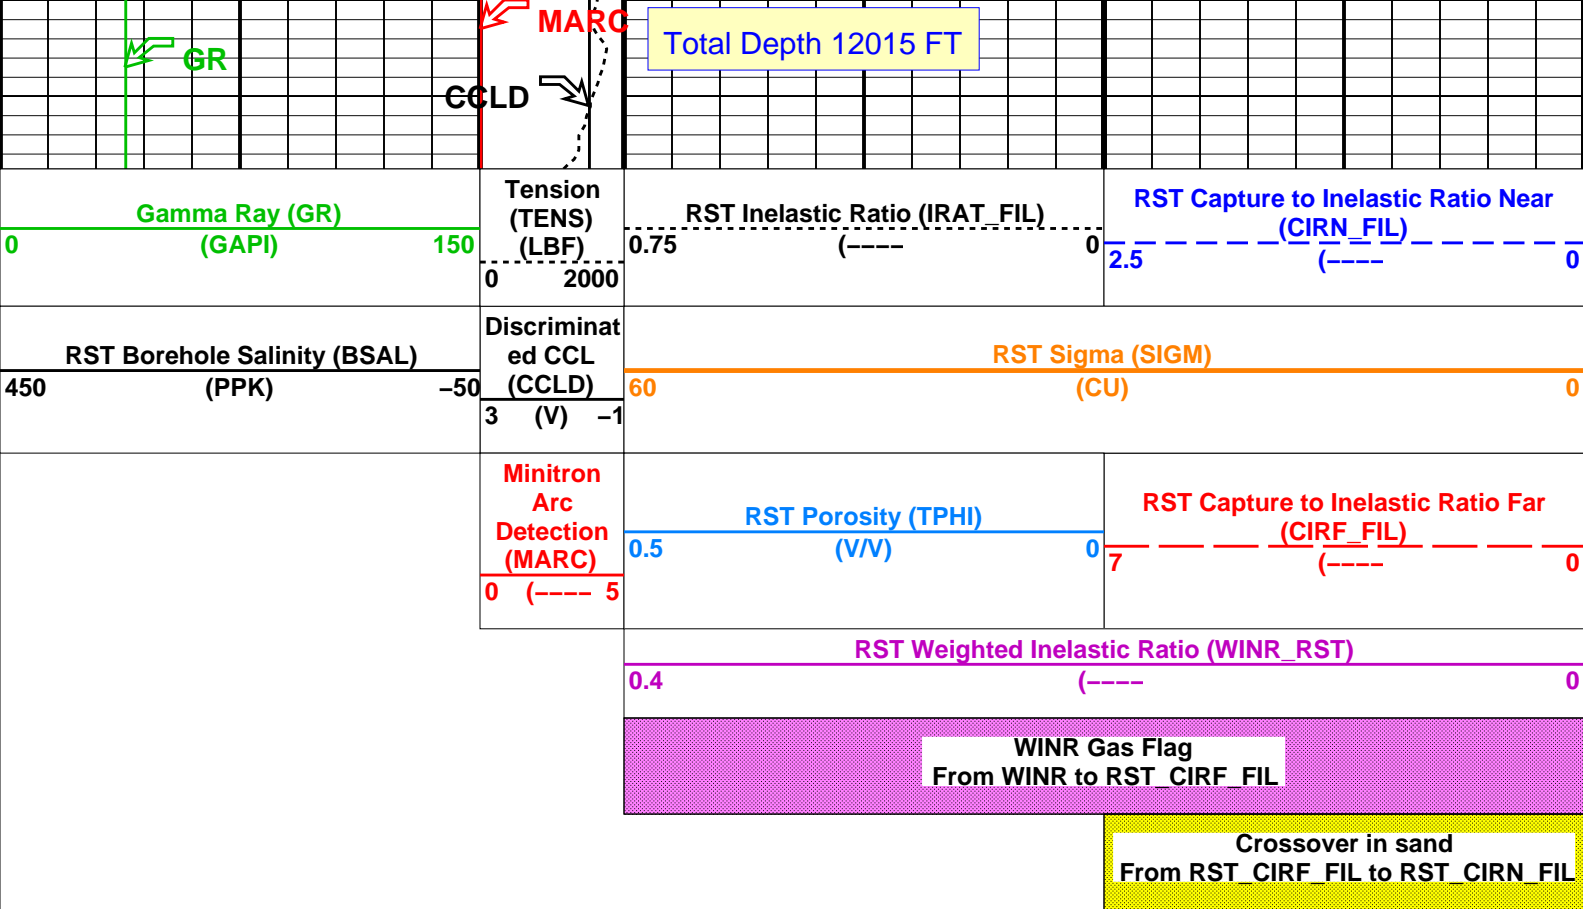 MARC
Total Depth 12015 FT
GR
CCLD
Gamma Ray (GR)
0 (GAPI) 150
Tension
(TENS)
(LBF)
0 2000
RST Inelastic Ratio (IRAT_FIL)
0.75 (−−−− 0
RST Capture to Inelastic Ratio Near
(CIRN_FIL)
2.5 (−−−− 0
RST Borehole Salinity (BSAL)
450 (PPK) −50
Discriminat
ed CCL
(CCLD)
3 (V) −1
RST Sigma (SIGM)
60 (CU) 0
Minitron
Arc
Detection
(MARC)
0 (−−−− 5
RST Porosity (TPHI)
0.5 (V/V) 0
RST Capture to Inelastic Ratio Far
(CIRF_FIL)
7 (−−−− 0
RST Weighted Inelastic Ratio (WINR_RST)
0.4 (−−−− 0
WINR Gas Flag
From WINR to RST_CIRF_FIL
Crossover in sand
From RST_CIRF_FIL to RST_CIRN_FIL